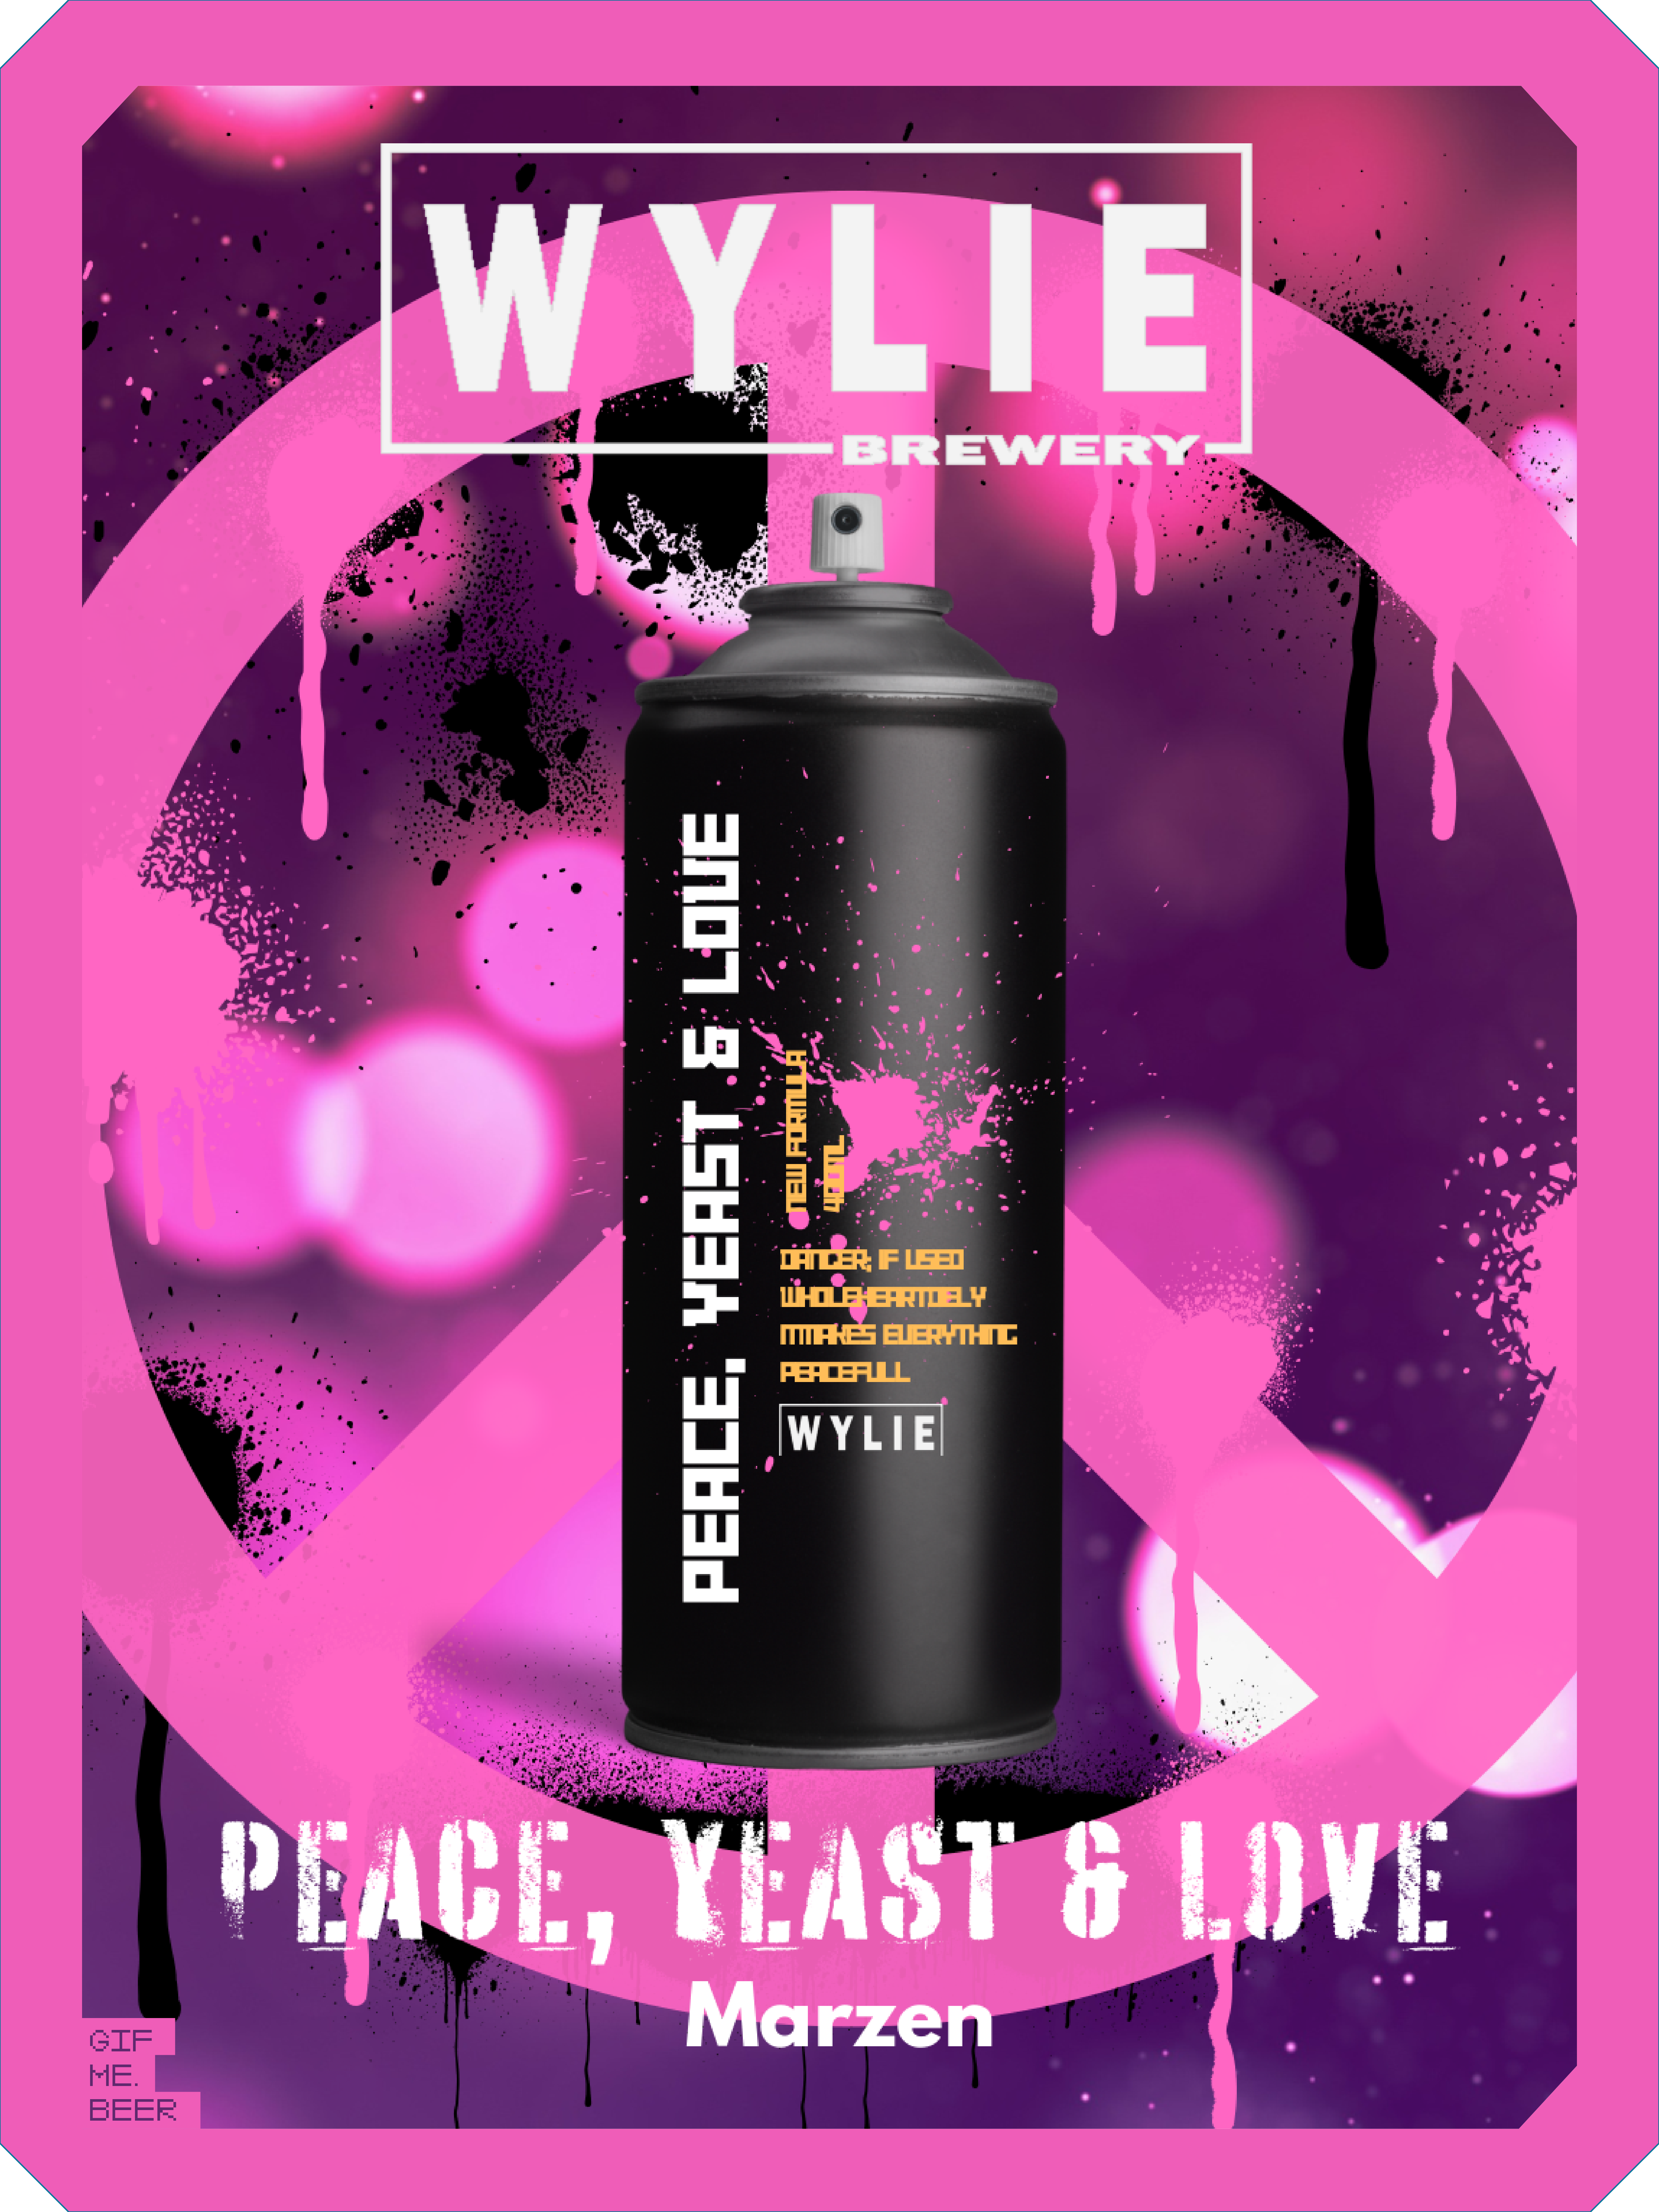 WYLIE
BREWERY
PEACE. YEAST & LOVE
NEW FORMULA
400ML
DANGER; IF USED
WHOLEHEARTDELY
MMAKES EVERYTHING
PEACEFULL
WYLIE
PEACE, YEAST & LOVE
Marzen
GIF
ME.
BEER